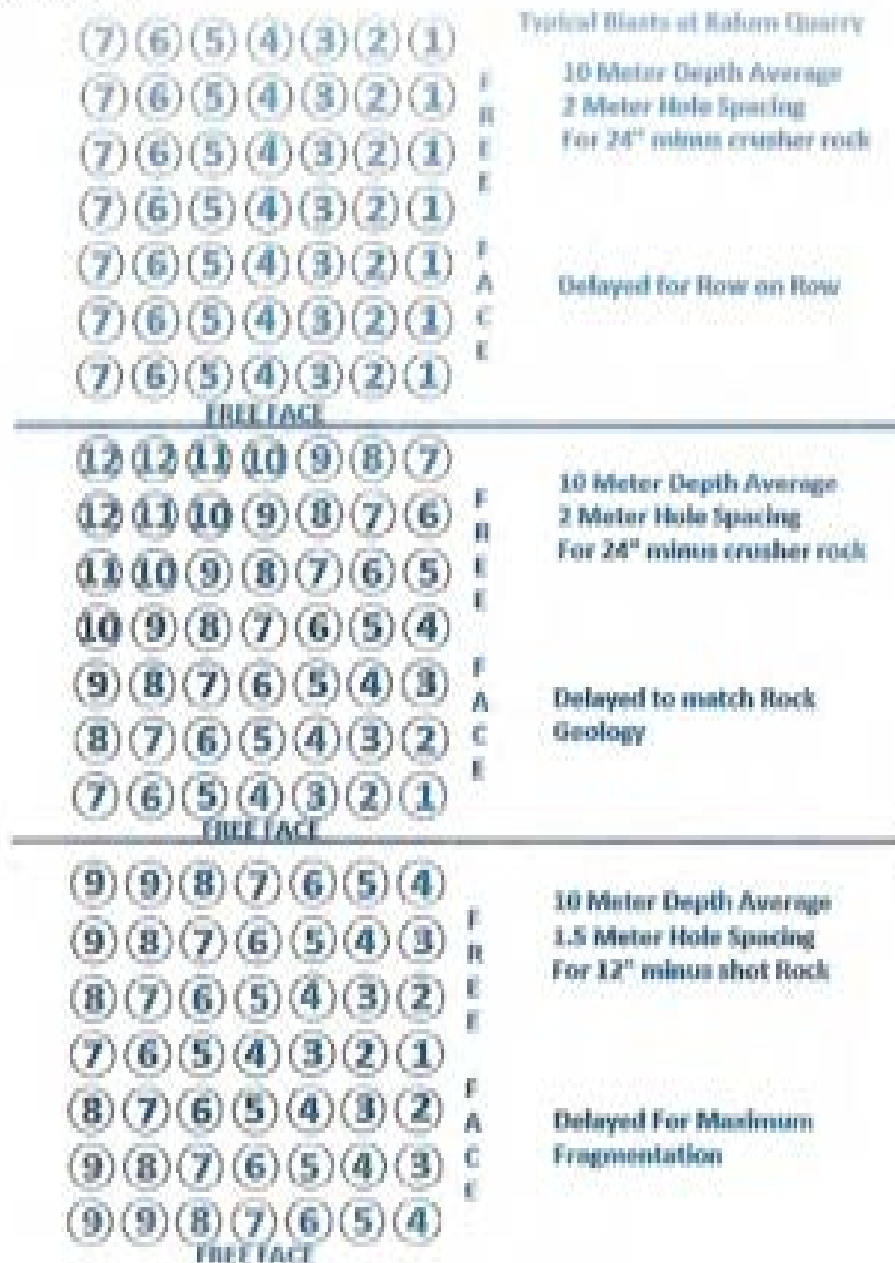 Typical Blasts at Kalum Quarry
(7) (6) (5) (4) (3) (2) (1)
(7) (6) (5) (4) (3) (2) (1)
(7) (6) (5) (4) (3) (2) (1)
(7) (6) (5) (4) (3) (2) (1)
(7) (6) (5) (4) (3) (2) (1)
(7) (6) (5) (4) (3) (2) (1)
(7) (6) (5) (4) (3) (2) (1)
FREE FACE
FREE FACE
10 Meter Depth Average
2 Meter Hole Spacing
For 24" minus crusher rock
Delayed for Row on Row
12 12 11 10 (9) (8) (7)
12 11 10 (9) (8) (7) (6)
11 10 (9) (8) (7) (6) (5)
10 (9) (8) (7) (6) (5) (4)
(9) (8) (7) (6) (5) (4) (3)
(8) (7) (6) (5) (4) (3) (2)
(7) (6) (5) (4) (3) (2) (1)
FREE FACE
FREE FACE
10 Meter Depth Average
2 Meter Hole Spacing
For 24" minus crusher rock
Delayed to match Rock
Geology
(9) (9) (8) (7) (6) (5) (4)
(9) (8) (7) (6) (5) (4) (3)
(8) (7) (6) (5) (4) (3) (2)
(7) (6) (5) (4) (3) (2) (1)
(8) (7) (6) (5) (4) (3) (2)
(9) (8) (7) (6) (5) (4) (3)
(9) (9) (8) (7) (6) (5) (4)
FREE FACE
FREE FACE
10 Meter Depth Average
1.5 Meter Hole Spacing
For 12" minus shot Rock
Delayed For Maximum
Fragmentation